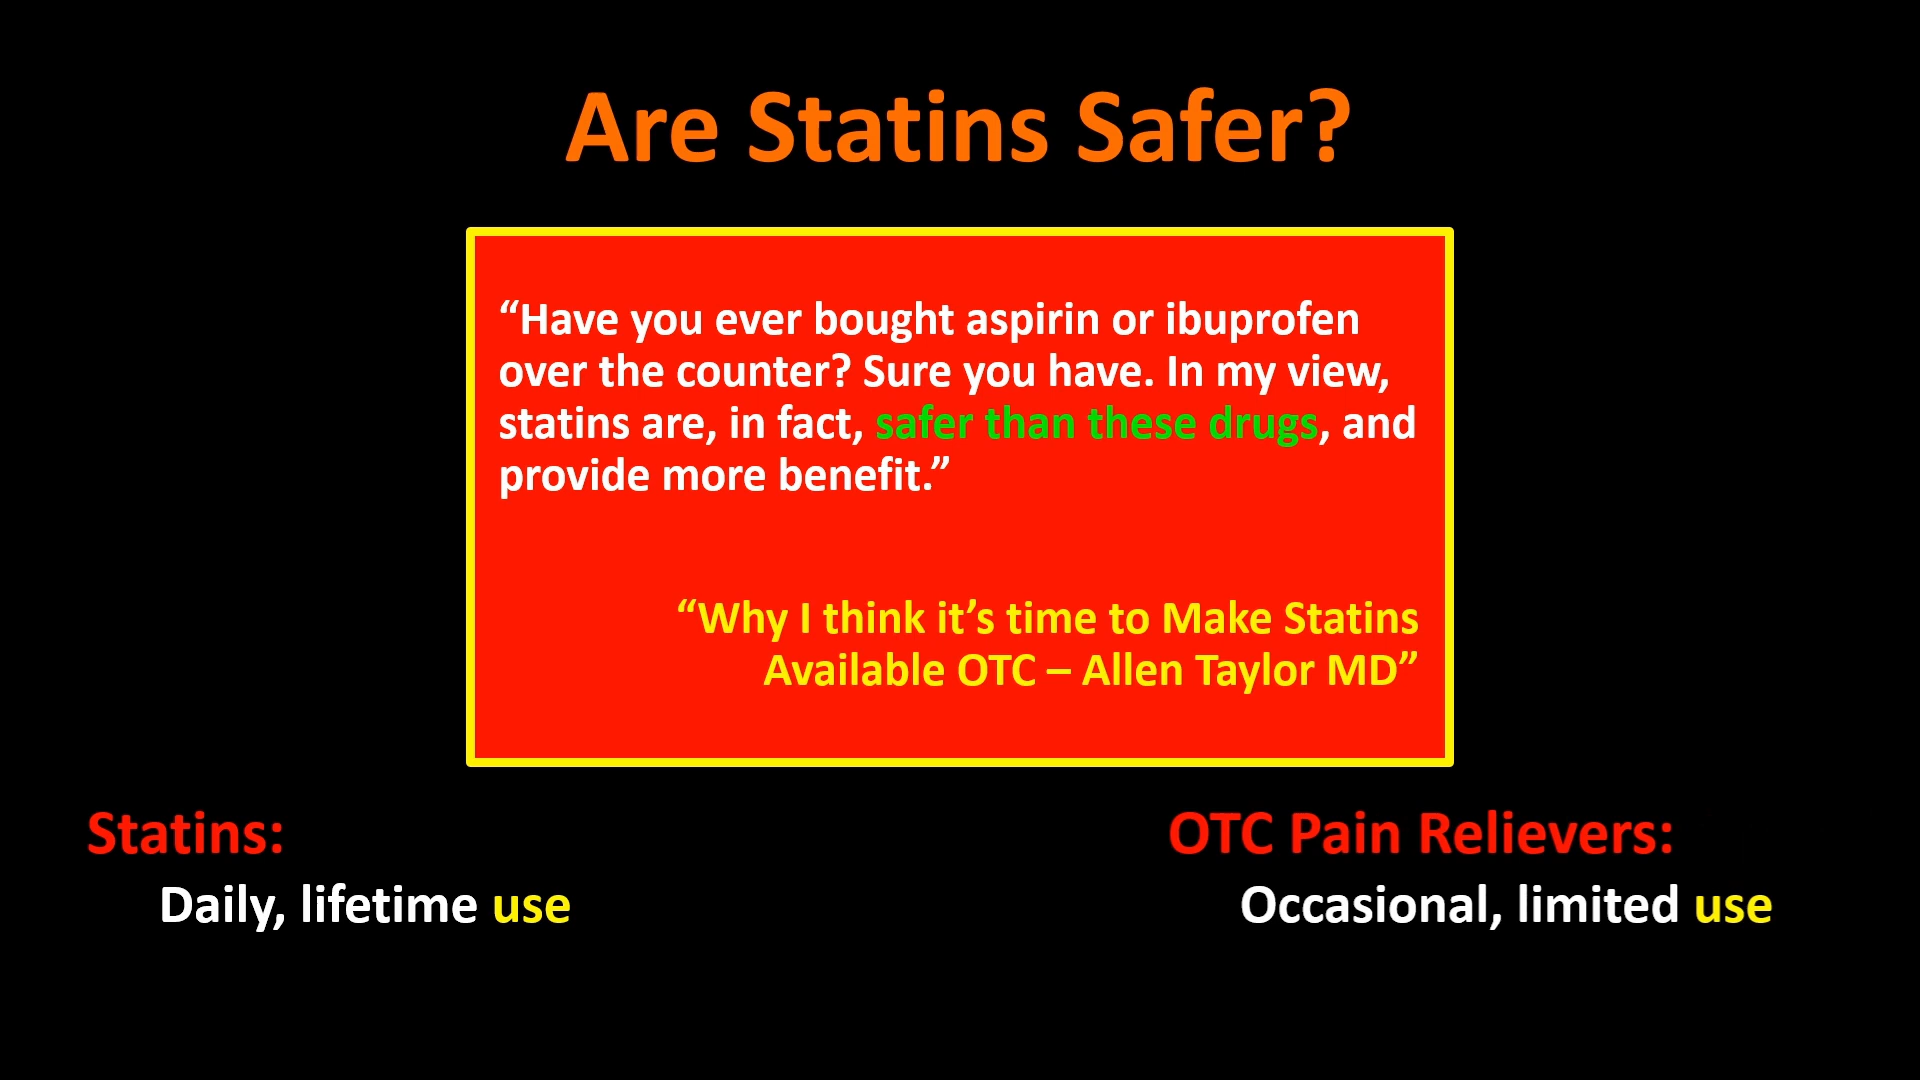 Are Statins Safer?
“Have you ever bought aspirin or ibuprofen
over the counter? Sure you have. In my view,
statins are, in fact, safer than these drugs, and
provide more benefit.”
“Why I think it’s time to Make Statins
Available OTC – Allen Taylor MD”
Statins:
Daily, lifetime use
OTC Pain Relievers:
Occasional, limited use